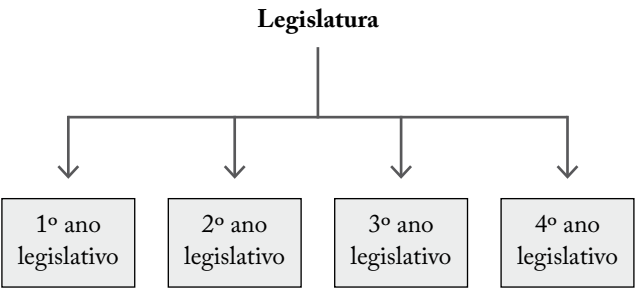 Legislatura
1º ano
legislativo
2º ano
legislativo
3º ano
legislativo
4º ano
legislativo